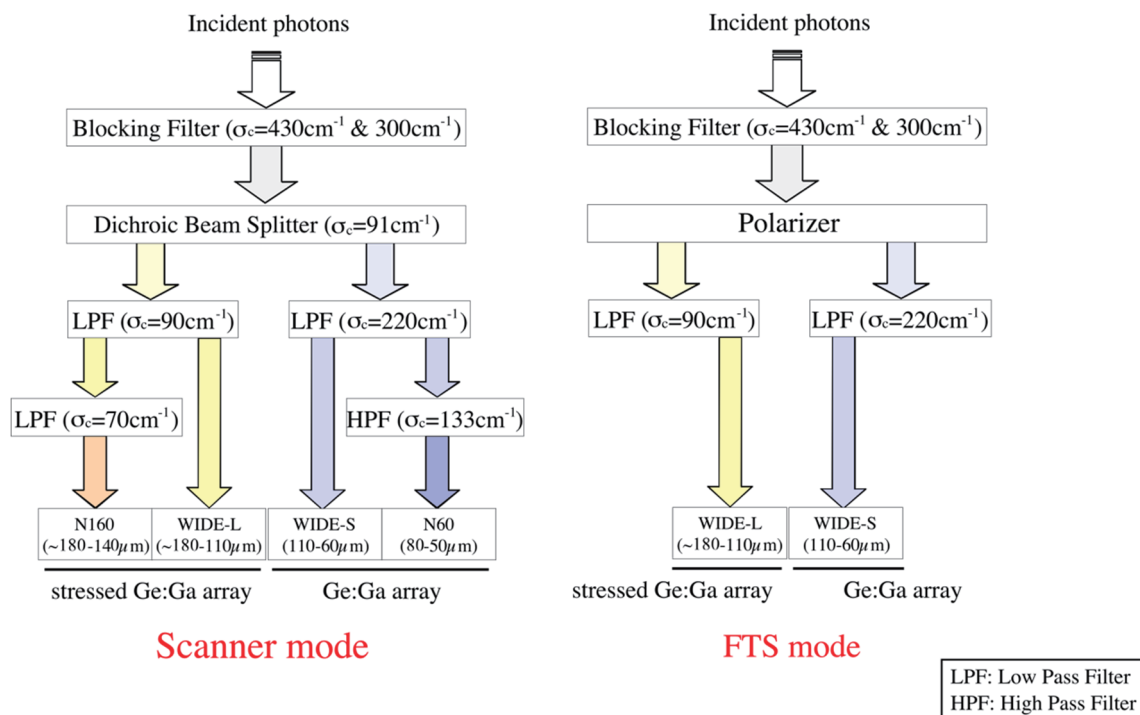 Incident photons
Blocking Filter (σc=430cm⁻¹ & 300cm⁻¹)
Dichroic Beam Splitter (σc=91cm⁻¹)
LPF (σc=90cm⁻¹)
LPF (σc=220cm⁻¹)
LPF (σc=70cm⁻¹)
HPF (σc=133cm⁻¹)
N160
(~180-140μm)
WIDE-L
(~180-110μm)
WIDE-S
(110-60μm)
N60
(80-50μm)
stressed Ge:Ga array
Ge:Ga array
Scanner mode
Incident photons
Blocking Filter (σc=430cm⁻¹ & 300cm⁻¹)
Polarizer
LPF (σc=90cm⁻¹)
LPF (σc=220cm⁻¹)
WIDE-L
(~180-110μm)
WIDE-S
(110-60μm)
stressed Ge:Ga array
Ge:Ga array
FTS mode
LPF: Low Pass Filter
HPF: High Pass Filter